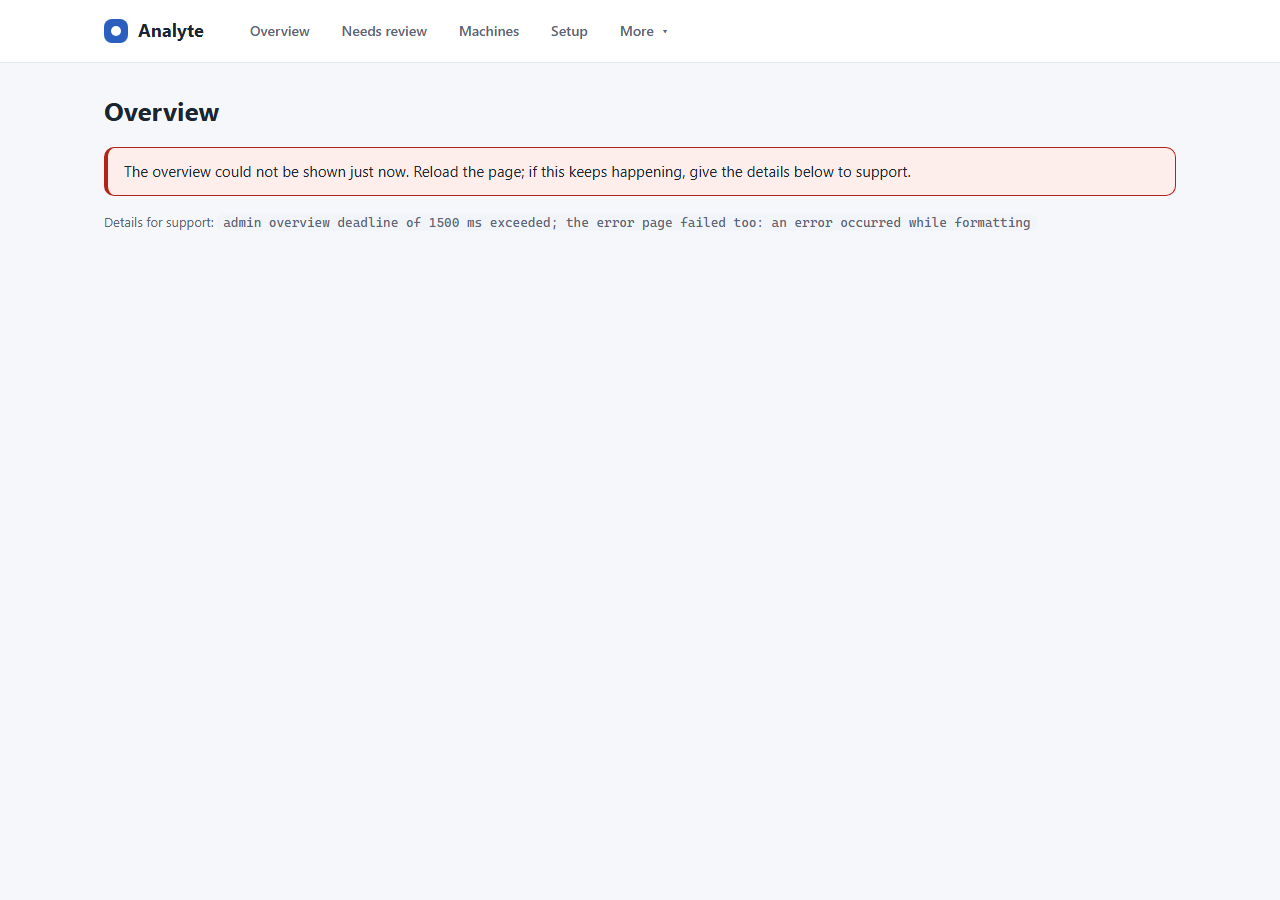 Analyte Overview Needs review Machines Setup More ▾
Overview
The overview could not be shown just now. Reload the page; if this keeps happening, give the details below to support.
Details for support: admin overview deadline of 1500 ms exceeded; the error page failed too: an error occurred while formatting